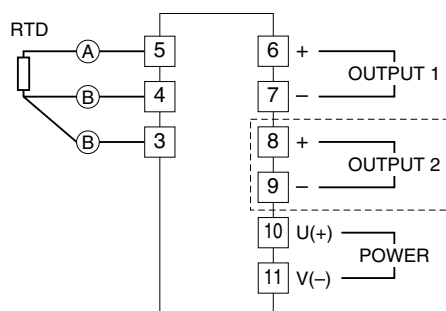 RTD
A 5 6 +
OUTPUT 1
B 4 7 –
B 3 8 +
OUTPUT 2
9 –
10 U(+)
POWER
11 V(–)